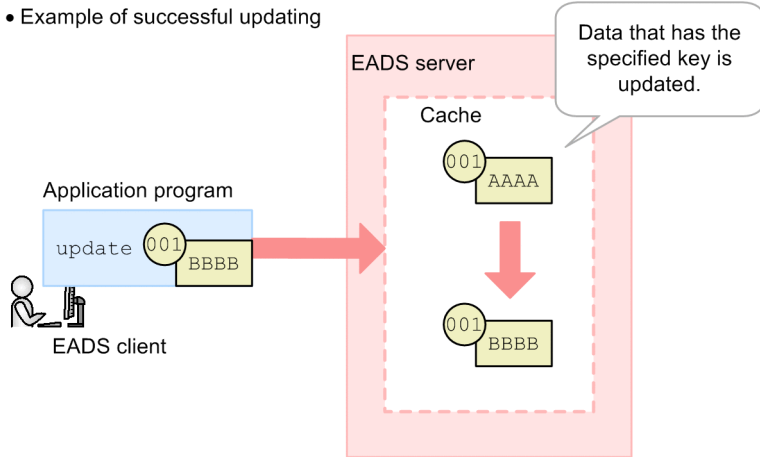 • Example of successful updating
Data that has the
specified key is
updated.
EADS server
Cache
001
AAAA
Application program
update
001
BBBB
001
BBBB
EADS client